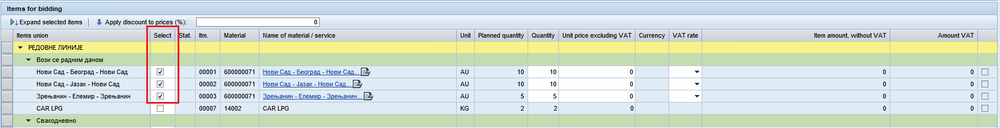 Items for bidding
Expand selected items Apply discount to prices (%): 0
Items union Select Stat. Itm. Material Name of material / service Unit Planned quantity Quantity Unit price excluding VAT Currency VAT rate Item amount, without VAT Amount VAT
РЕДОВНЕ ЛИНИЈЕ
Вози се радним даном
Нови Сад - Београд - Нови Сад 00001 600000071 Нови Сад - Београд - Нови Сад... AU 10 10 0 0 0
Нови Сад - Јазак - Нови Сад 00002 600000071 Нови Сад - Јазак - Нови Сад... AU 10 10 0 0 0
Зрењанин - Елемир - Зрењанин 00003 600000071 Зрењанин - Елемир - Зрењанин... AU 5 5 0 0 0
CAR LPG 00007 14002 CAR LPG KG 2 2 0 0 0
Свакодневно